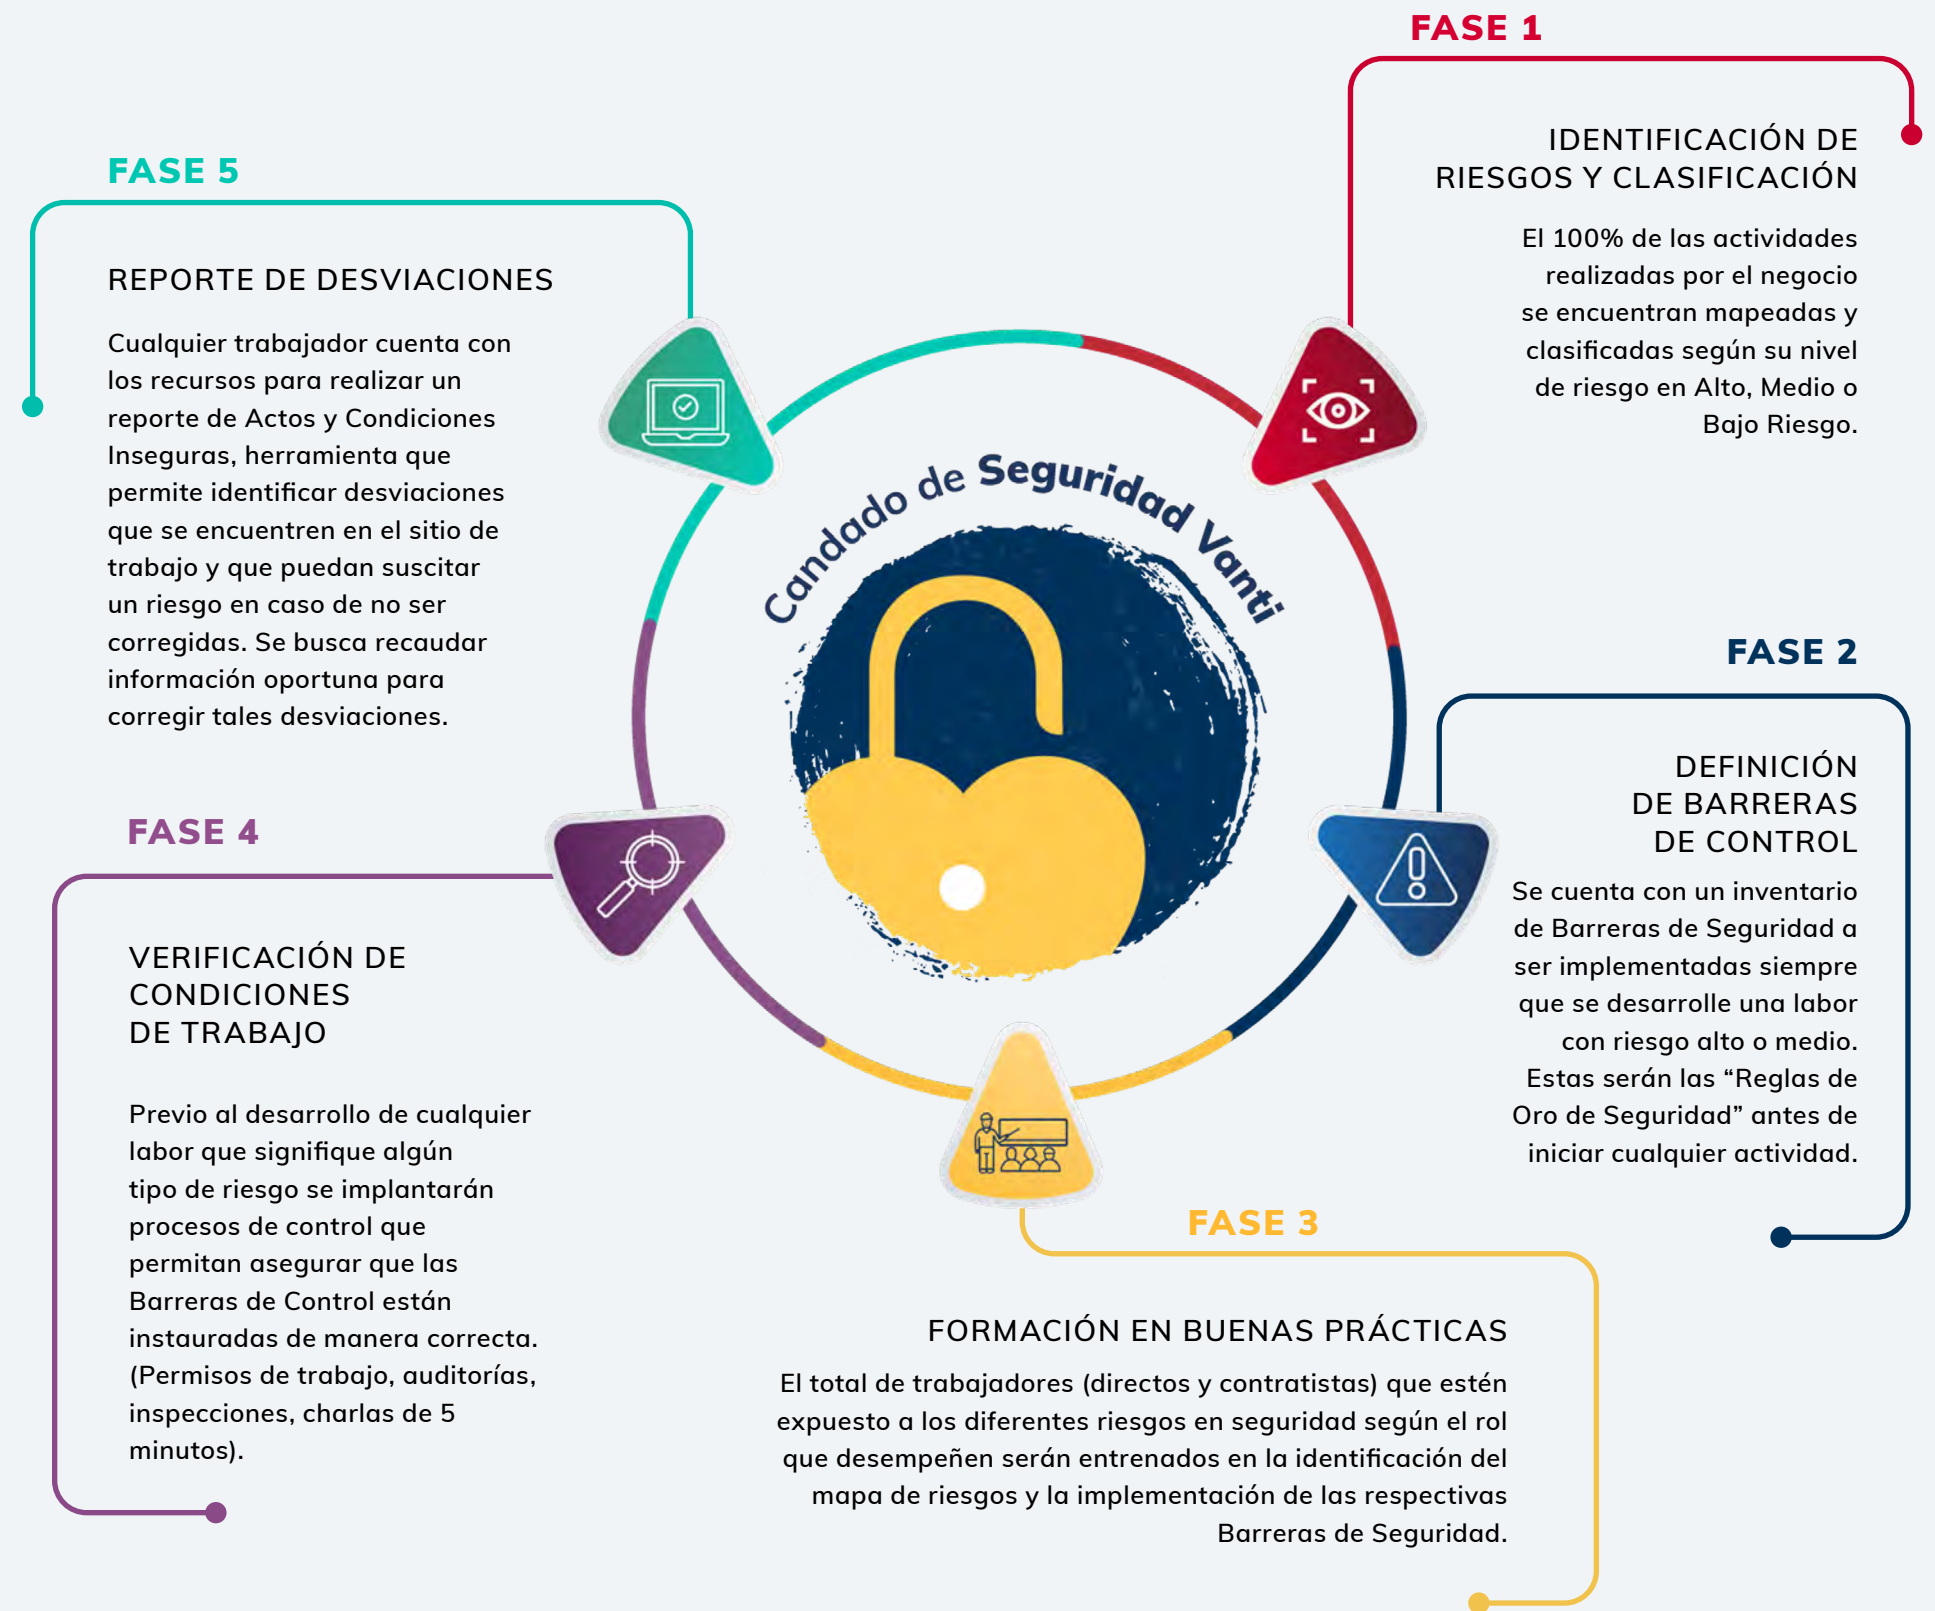 FASE 1
IDENTIFICACIÓN DE
RIESGOS Y CLASIFICACIÓN
El 100% de las actividades
realizadas por el negocio
se encuentran mapeadas y
clasificadas según su nivel
de riesgo en Alto, Medio o
Bajo Riesgo.
FASE 5
REPORTE DE DESVIACIONES
Cualquier trabajador cuenta con
los recursos para realizar un
reporte de Actos y Condiciones
Inseguras, herramienta que
permite identificar desviaciones
que se encuentren en el sitio de
trabajo y que puedan suscitar
un riesgo en caso de no ser
corregidas. Se busca recaudar
información oportuna para
corregir tales desviaciones.
Candado de Seguridad Vanti
FASE 2
DEFINICIÓN
DE BARRERAS
DE CONTROL
Se cuenta con un inventario
de Barreras de Seguridad a
ser implementadas siempre
que se desarrolle una labor
con riesgo alto o medio.
Estas serán las “Reglas de
Oro de Seguridad” antes de
iniciar cualquier actividad.
FASE 4
VERIFICACIÓN DE
CONDICIONES
DE TRABAJO
Previo al desarrollo de cualquier
labor que signifique algún
tipo de riesgo se implantarán
procesos de control que
permitan asegurar que las
Barreras de Control están
instauradas de manera correcta.
(Permisos de trabajo, auditorías,
inspecciones, charlas de 5
minutos).
FASE 3
FORMACIÓN EN BUENAS PRÁCTICAS
El total de trabajadores (directos y contratistas) que estén
expuesto a los diferentes riesgos en seguridad según el rol
que desempeñen serán entrenados en la identificación del
mapa de riesgos y la implementación de las respectivas
Barreras de Seguridad.